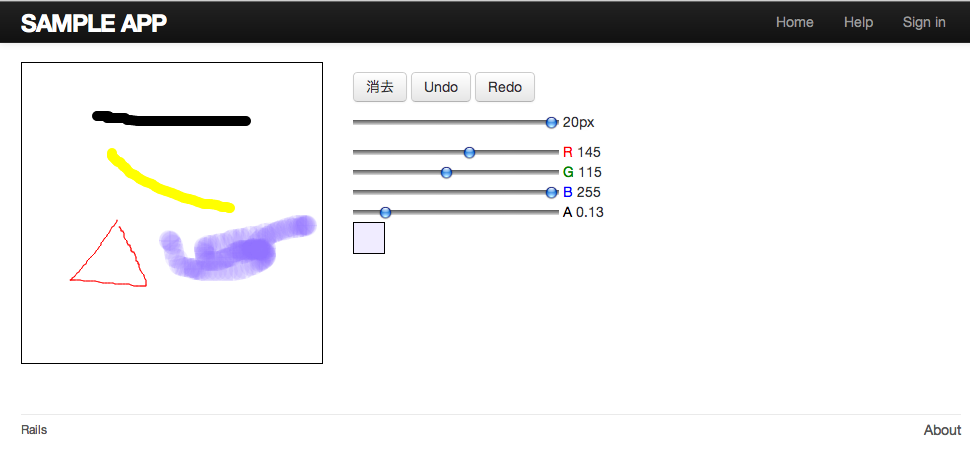 SAMPLE APP Home Help Sign in
消去 Undo Redo
20px
R 145
G 115
B 255
A 0.13
Rails About